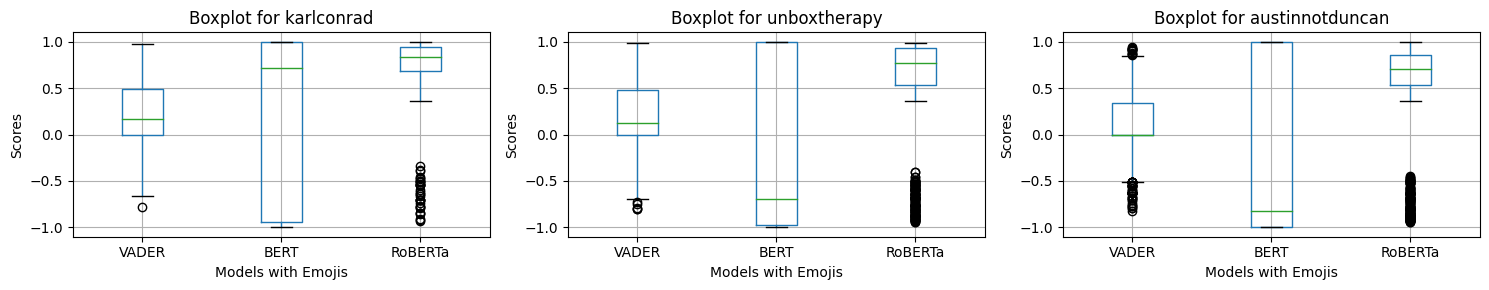 Boxplot for karlconrad
1.0
0.5
0.0
−0.5
−1.0
Scores
VADER
BERT
RoBERTa
Models with Emojis
Boxplot for unboxtherapy
1.0
0.5
0.0
−0.5
−1.0
Scores
VADER
BERT
RoBERTa
Models with Emojis
Boxplot for austinnotduncan
1.0
0.5
0.0
−0.5
−1.0
Scores
VADER
BERT
RoBERTa
Models with Emojis